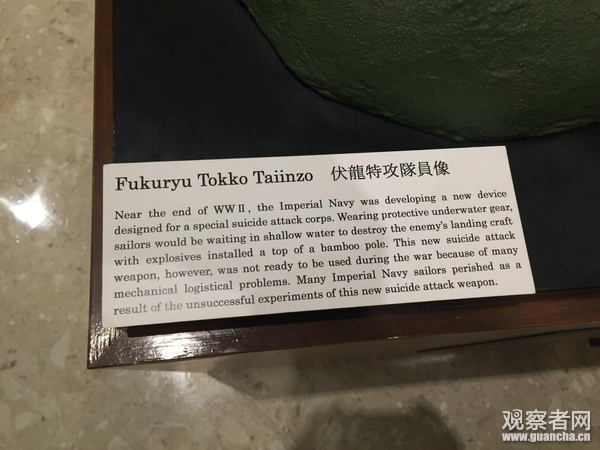 Fukuryu Tokko Taiinzo 伏龍特攻隊員像
Near the end of WWⅡ, the Imperial Navy was developing a new device
designed for a special suicide attack corps. Wearing protective underwater gear,
sailors would be waiting in shallow water to destroy the enemy's landing craft
with explosives installed a top of a bamboo pole. This new suicide attack
weapon, however, was not ready to be used during the war because of many
mechanical logistical problems. Many Imperial Navy sailors perished as a
result of the unsuccessful experiments of this new suicide attack weapon.
观察者网
www.guancha.cn